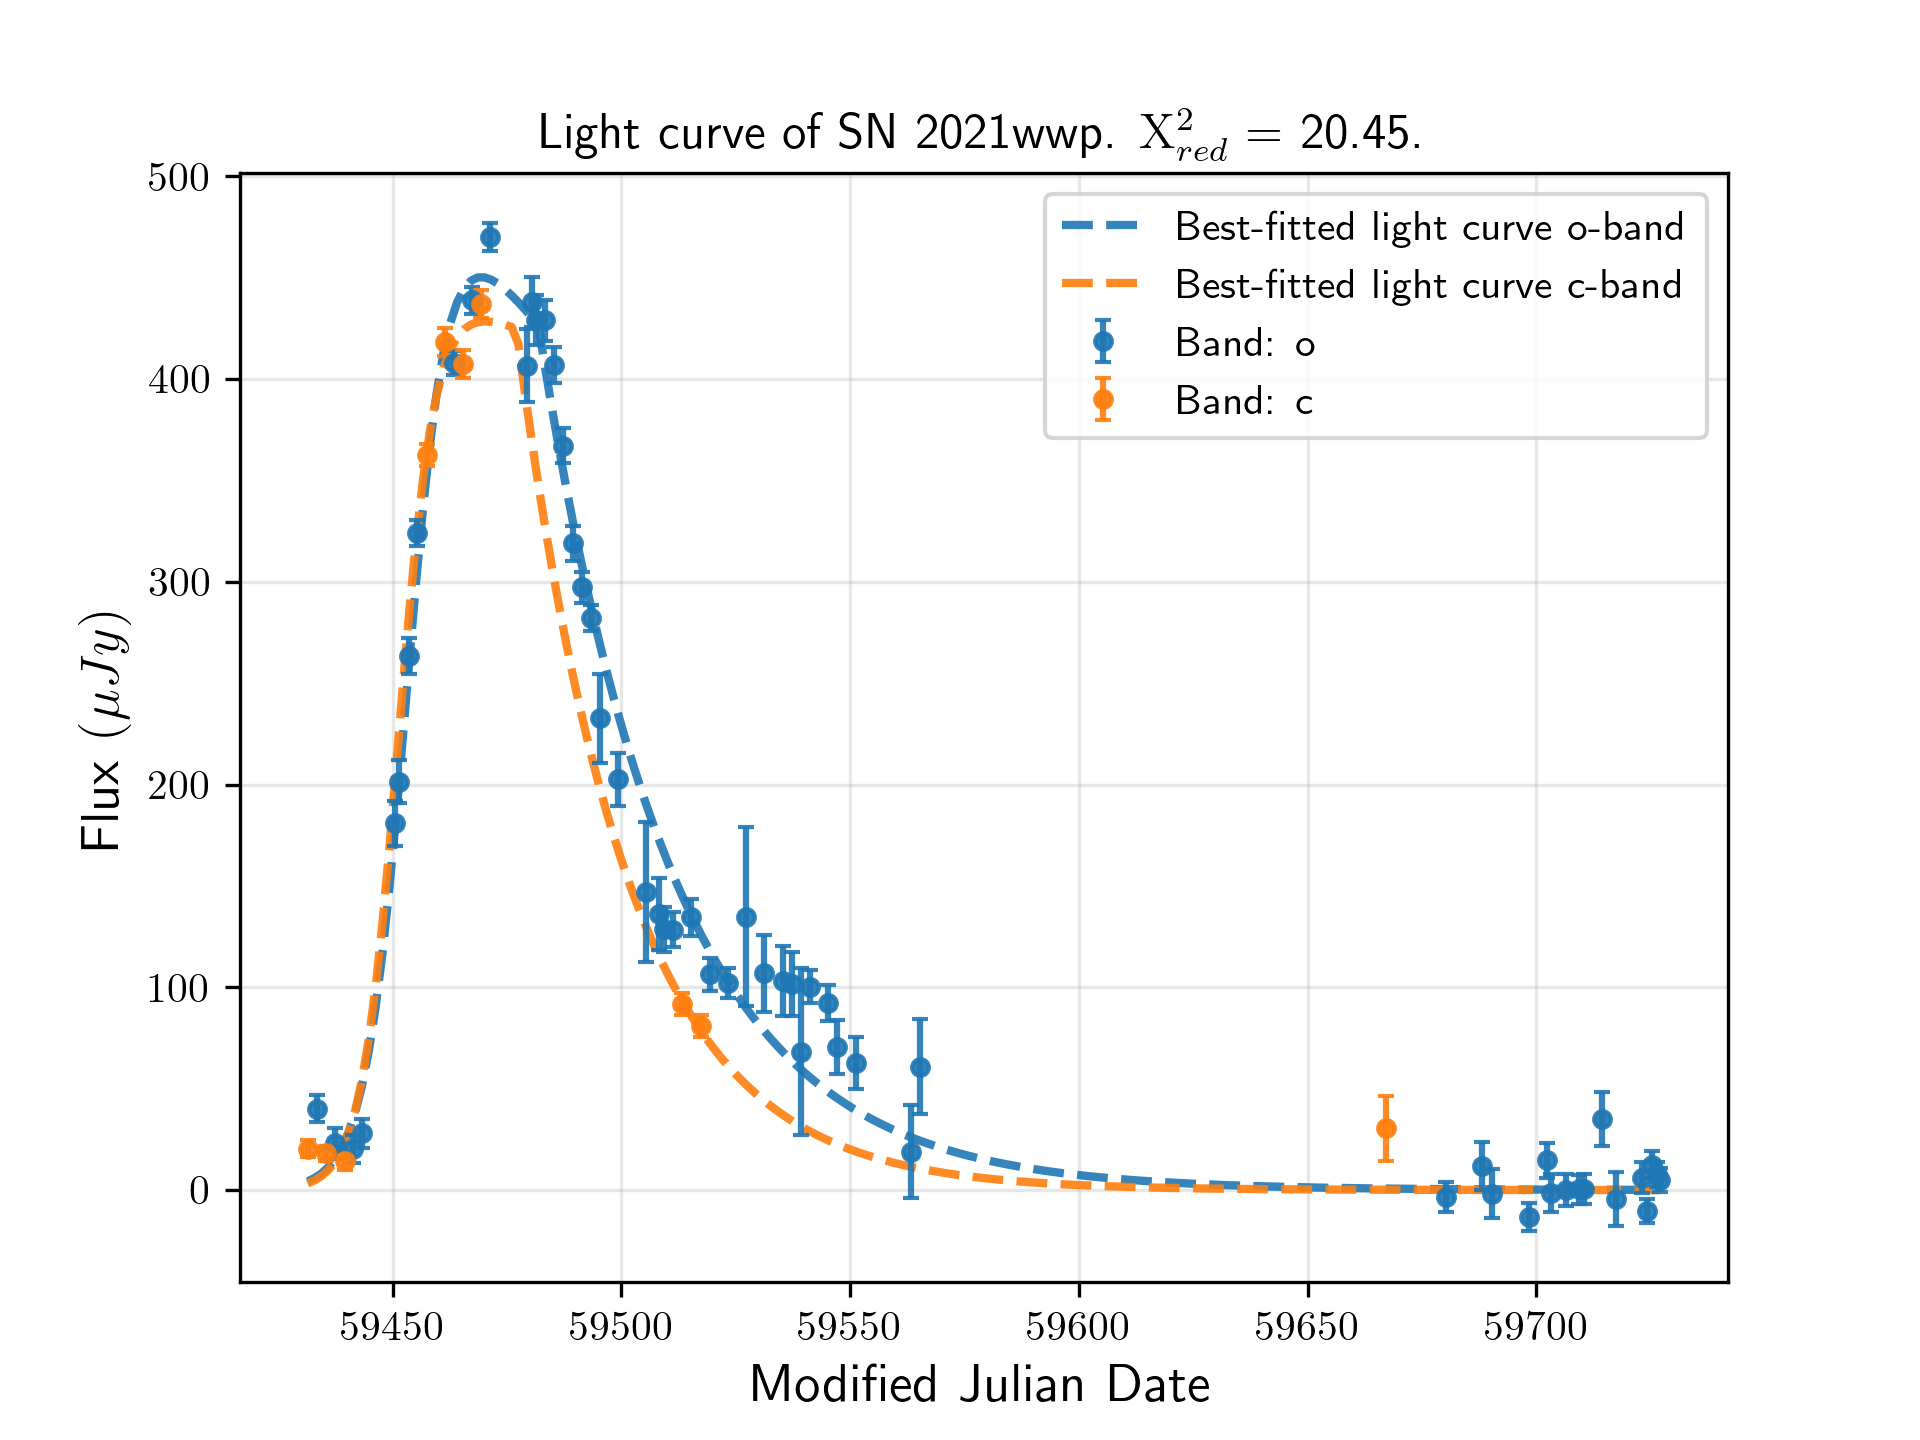 Light curve of SN 2021wwp. X²_red = 20.45.
500
400
300
200
100
0
Flux (μJy)
Best-fitted light curve o-band
Best-fitted light curve c-band
Band: o
Band: c
59450 59500 59550 59600 59650 59700
Modified Julian Date